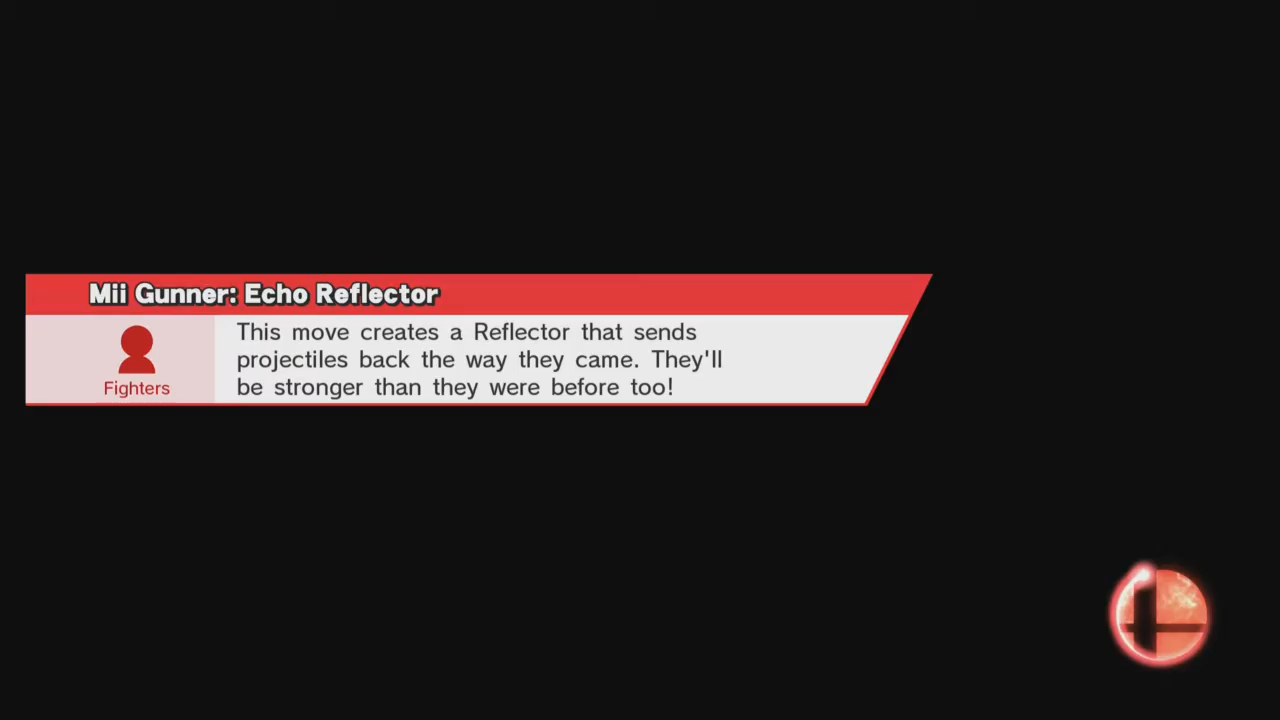 Mii Gunner: Echo Reflector
This move creates a Reflector that sends
projectiles back the way they came. They'll
be stronger than they were before too!
Fighters